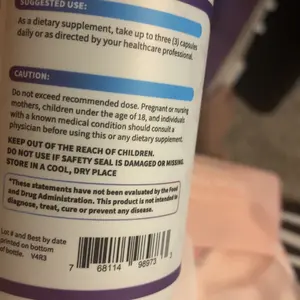 SUGGESTED USE:
As a dietary supplement, take up to three (3) capsules
daily or as directed by your healthcare professional.
CAUTION:
Do not exceed recommended dose. Pregnant or nursing
mothers, children under the age of 18, and individuals
with a known medical condition should consult a
physician before using this or any dietary supplement.
KEEP OUT OF THE REACH OF CHILDREN.
DO NOT USE IF SAFETY SEAL IS DAMAGED OR MISSING.
STORE IN A COOL, DRY PLACE
*These statements have not been evaluated by the Food
and Drug Administration. This product is not intended to
diagnose, treat, cure or prevent any disease.
Lot # and Best by date
printed on bottom
of bottle. V4R3
7 68114 98973 3